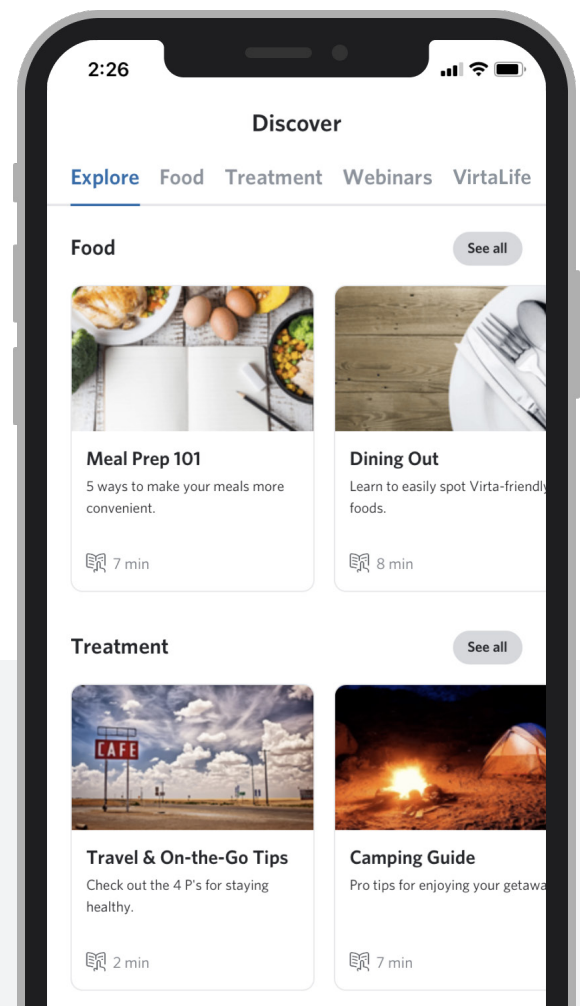 2:26
Discover
Explore Food Treatment Webinars VirtaLife
Food
See all
Meal Prep 101
5 ways to make your meals more
convenient.
7 min
Dining Out
Learn to easily spot Virta-friendly
foods.
8 min
Treatment
See all
CAFE
Travel & On-the-Go Tips
Check out the 4 P's for staying
healthy.
2 min
Camping Guide
Pro tips for enjoying your getawa
7 min